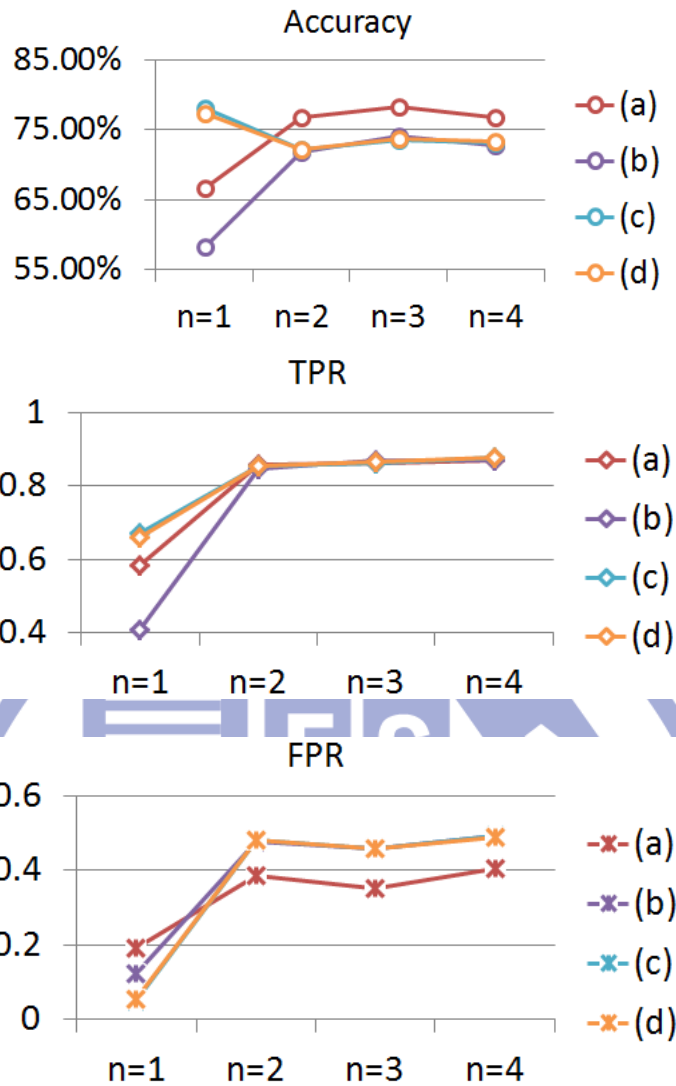 Accuracy
85.00%
75.00%
65.00%
55.00%
n=1 n=2 n=3 n=4
(a)
(b)
(c)
(d)
TPR
1
0.8
0.6
0.4
n=1 n=2 n=3 n=4
(a)
(b)
(c)
(d)
FPR
0.6
0.4
0.2
0
n=1 n=2 n=3 n=4
(a)
(b)
(c)
(d)